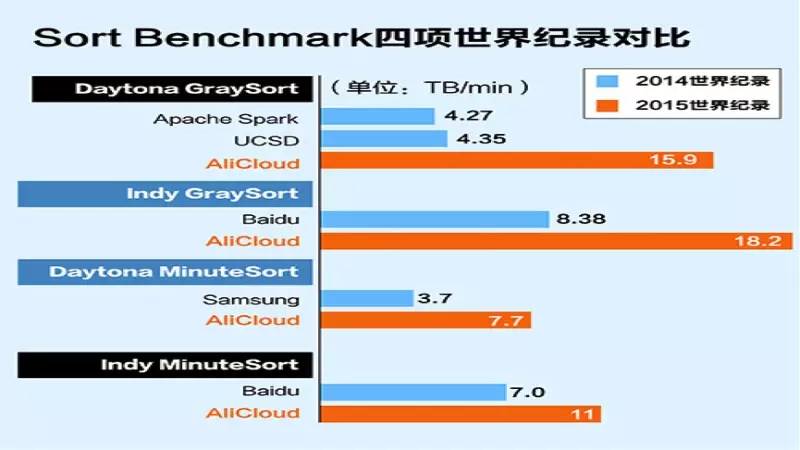 Sort Benchmark四项世界纪录对比
Daytona GraySort （单位：TB/min）
2014世界纪录
2015世界纪录
Apache Spark 4.27
UCSD 4.35
AliCloud 15.9
Indy GraySort
Baidu 8.38
AliCloud 18.2
Daytona MinuteSort
Samsung 3.7
AliCloud 7.7
Indy MinuteSort
Baidu 7.0
AliCloud 11